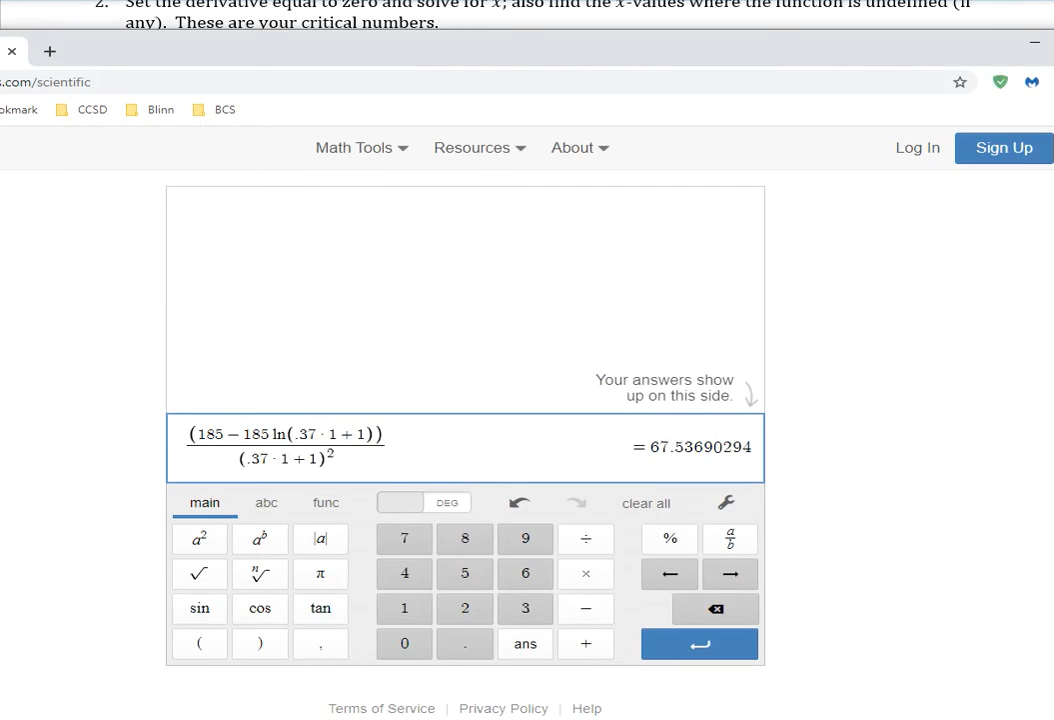 2. Set the derivative equal to zero and solve for x; also find the x-values where the function is undefined (if
any). These are your critical numbers.
s.com/scientific
okmark CCSD Blinn BCS
Math Tools Resources About Log In Sign Up
Your answers show
up on this side.
(185 − 185 ln(.37 · 1 + 1))
(.37 · 1 + 1)²
= 67.53690294
main abc func DEG clear all
a² aᵇ |a| 7 8 9 ÷ % a/b
√ ⁿ√ π 4 5 6 × ← →
sin cos tan 1 2 3 −
( ) , 0 . ans +
Terms of Service | Privacy Policy | Help